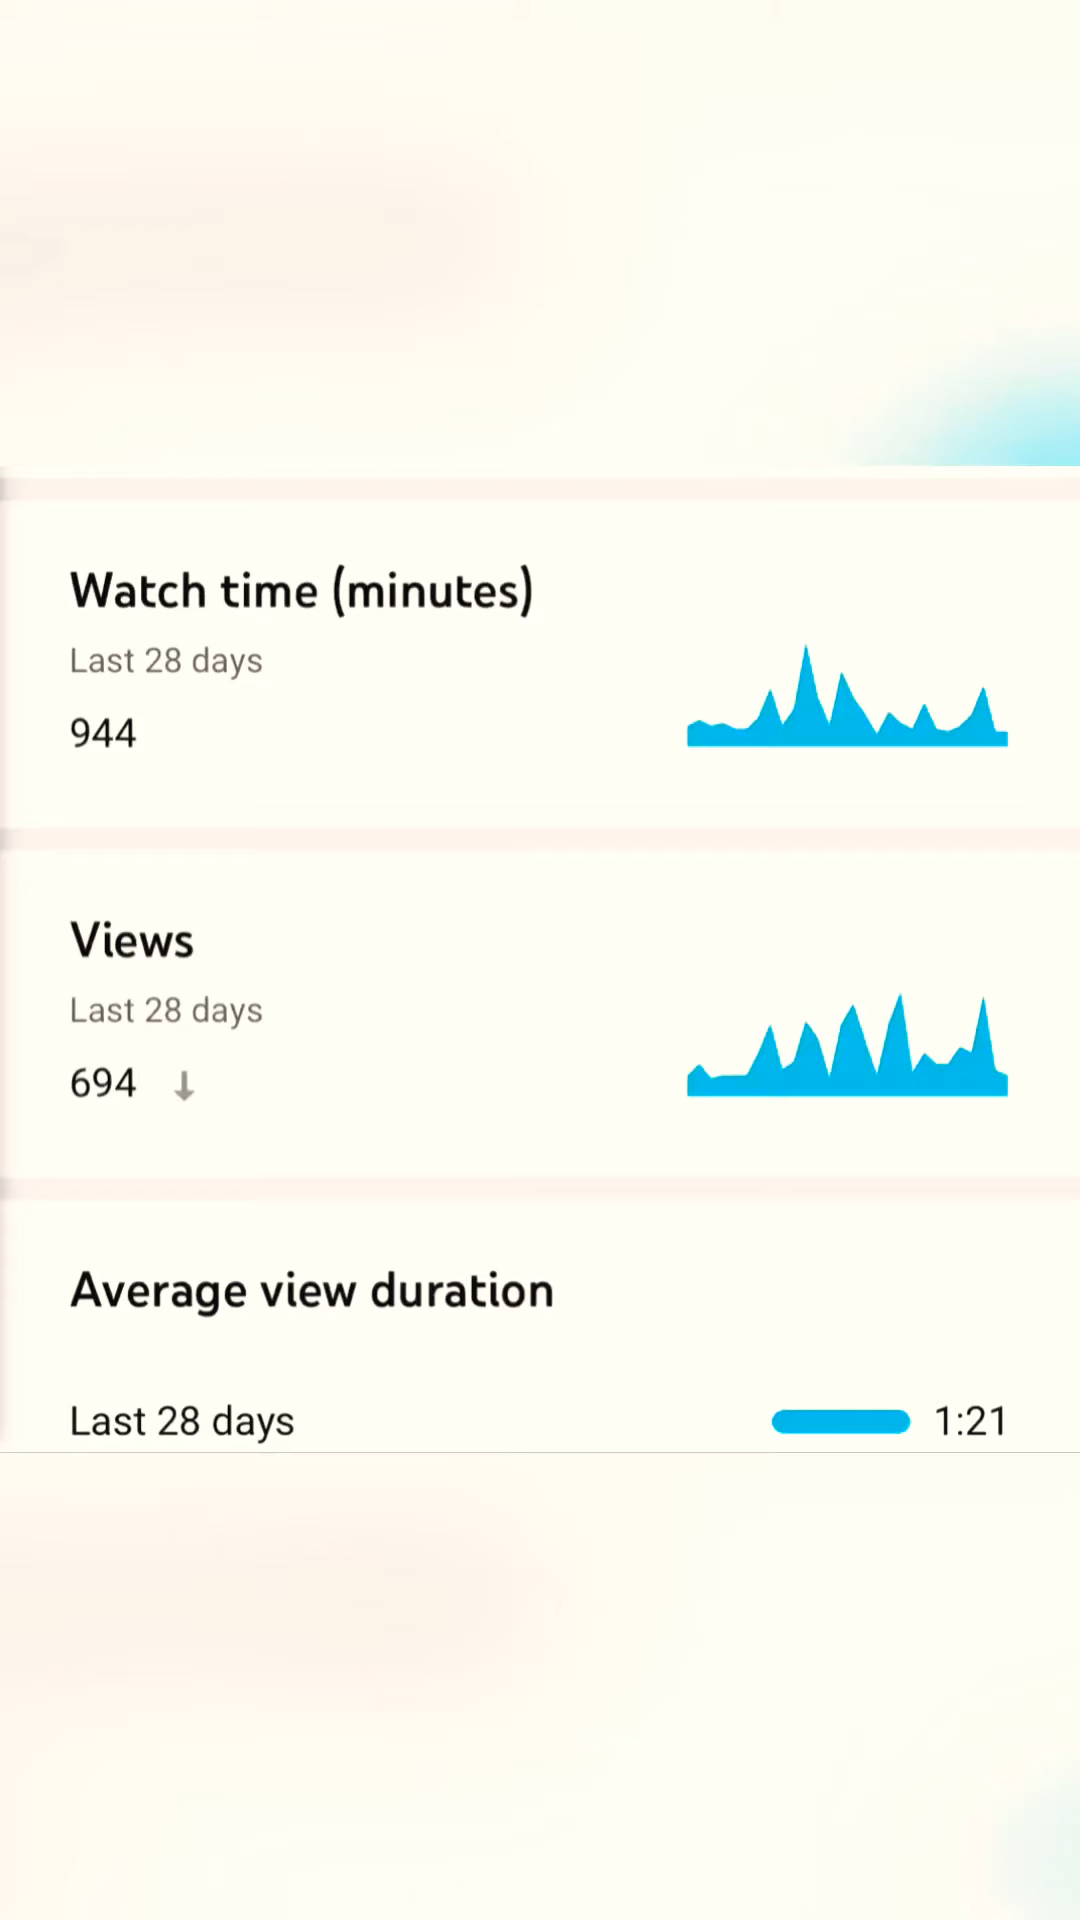 Watch time (minutes)
Last 28 days
944
Views
Last 28 days
694
Average view duration
Last 28 days 1:21